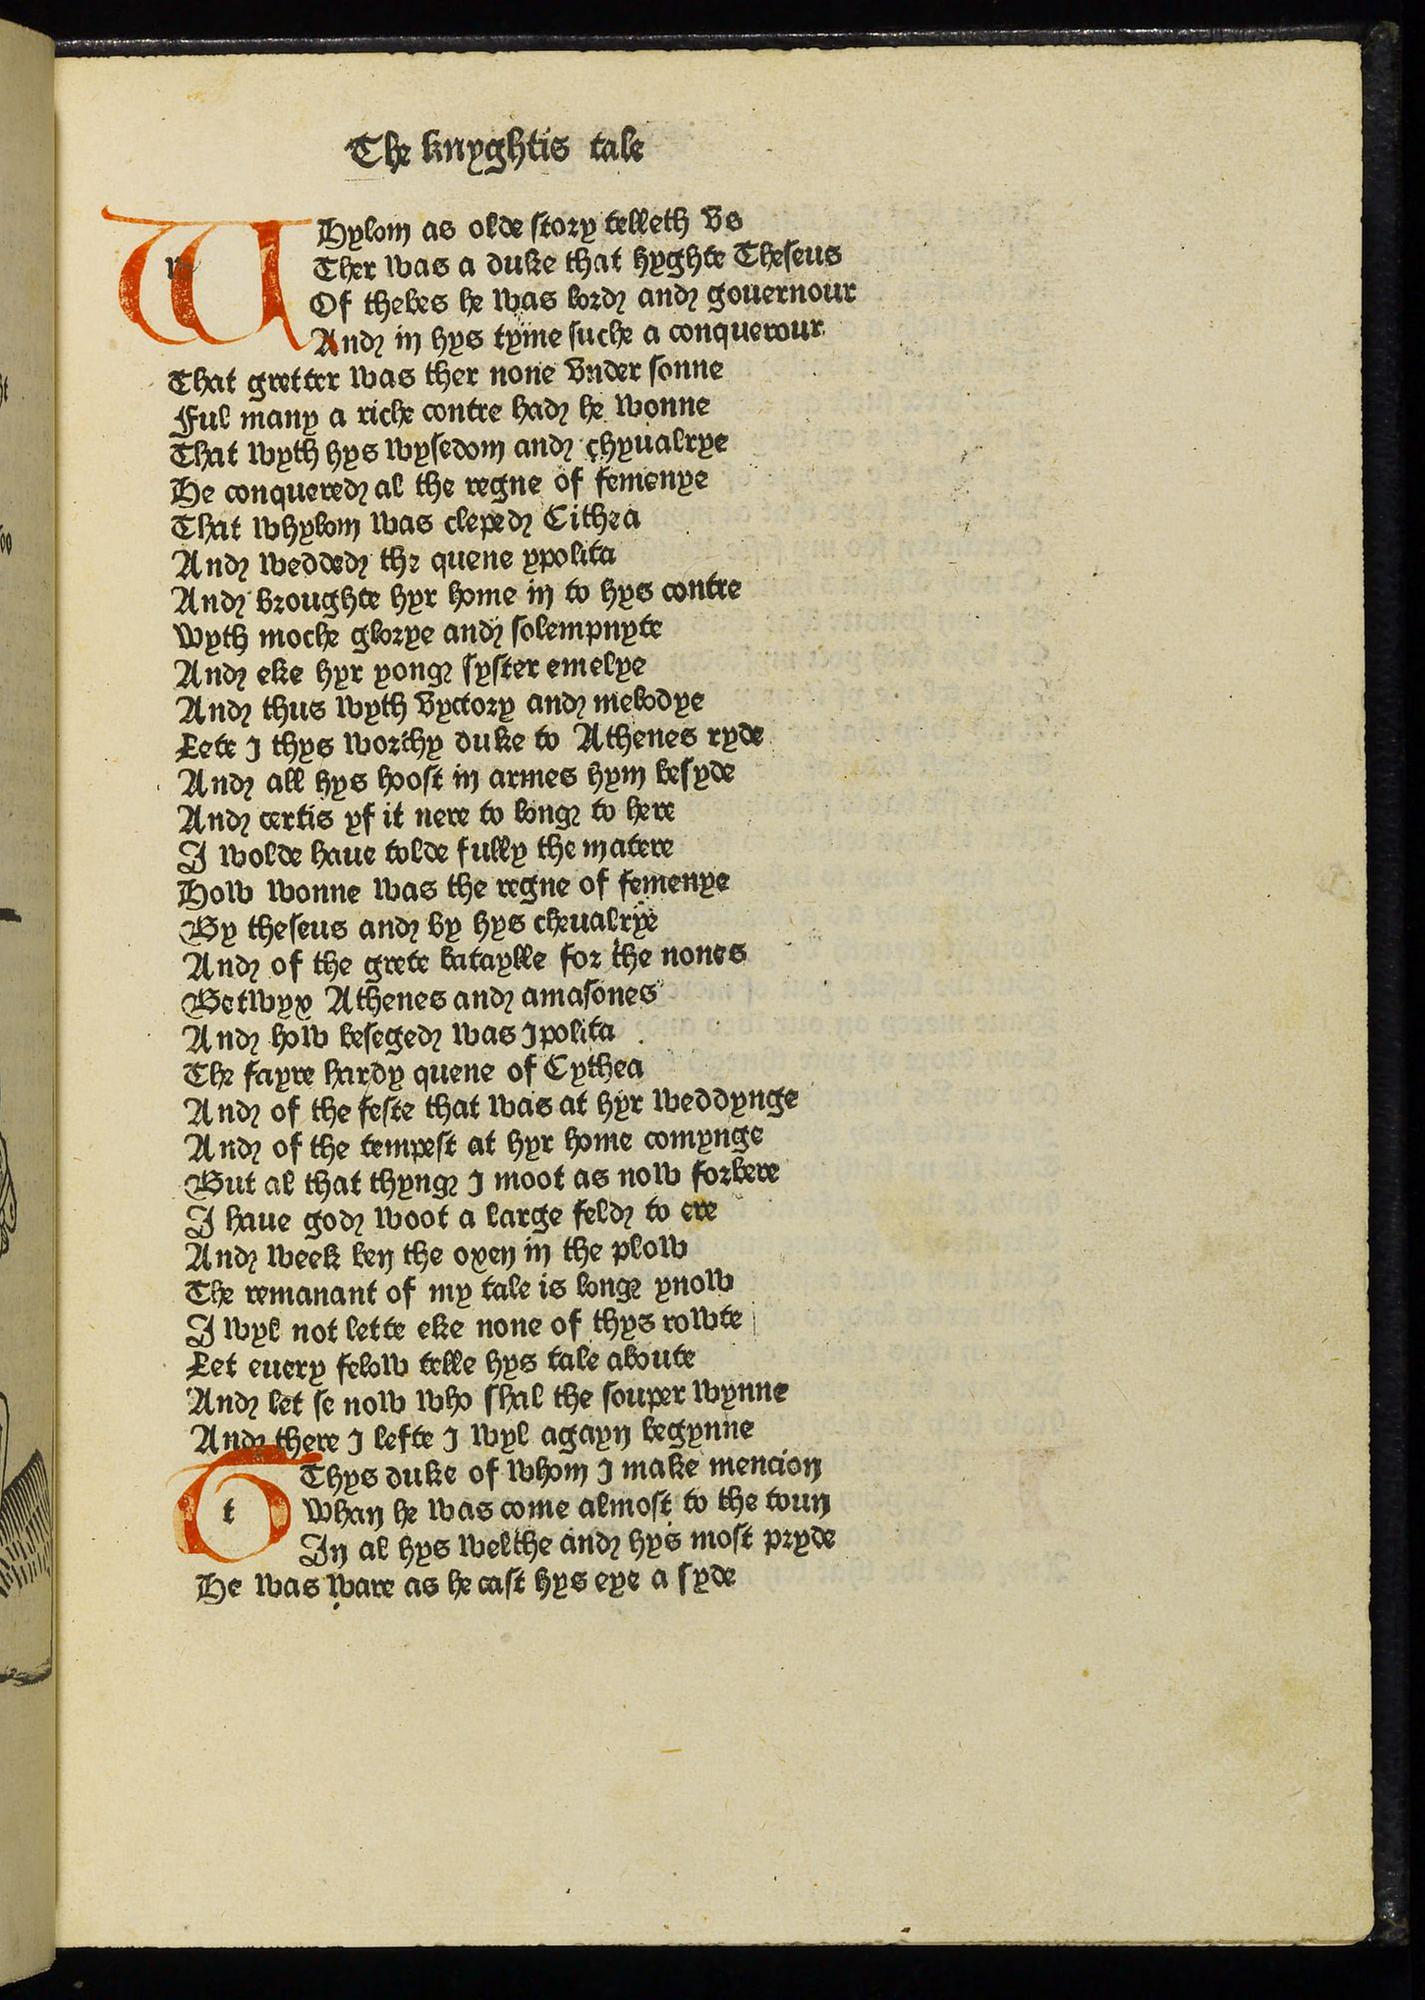 The knyghtis tale
WHylom as olde story telleth vs
Ther was a duke that hyghte Theseus
Of thebes he was lord and gouernour
And in hys tyme suche a conquerour
That gretter was ther none vnder sonne
Ful many a riche contre had he wonne
That wyth hys wysedom and chyualrye
He conquered al the regne of femenye
That whylom was cleped Cithea
And wedded the quene ypolita
And broughte hyr home in to hys contre
Wyth moche glorye and solempnyte
And eke hyr yong syster emelye
And thus wyth vyctory and melodye
Lete I thys worthy duke to Athenes ryde
And all hys hoost in armes hym besyde
And certis yf it nere to long to here
I wolde haue tolde fully the matere
How wonne was the regne of femenye
By theseus and by hys cheualrye
And of the grete bataylle for the nones
Betwyx Athenes and amasones
And how beseged was Ipolita
The fayre hardy quene of Cythea
And of the feste that was at hyr weddynge
And of the tempest at hyr home comynge
But al that thyng I moot as now forbere
I haue god woot a large feld to ere
And week ben the oxen in the plow
The remanant of my tale is long ynow
I wyl not lette eke none of thys rowte
Let euery felow telle hys tale aboute
And let se now who shal the souper wynne
And there I lefte I wyl agayn begynne
Thys duke of whom I make mencion
Whan he was come almost to the toun
In al hys welthe and hys most pryde
He was ware as he cast hys eye a syde